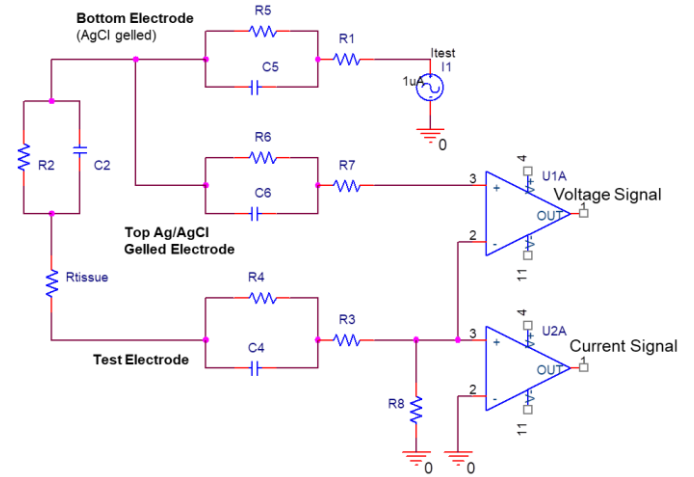 Bottom Electrode
(AgCl gelled)
R5
R1
Itest
I1
1uA
C5
0
R2
C2
R6
R7
C6
Top Ag/AgCl
Gelled Electrode
3
+
4
V+
U1A
Voltage Signal
OUT
1
2
-
V-
11
Rtissue
R4
R3
C4
Test Electrode
R8
0
3
+
4
V+
U2A
Current Signal
OUT
1
2
-
V-
11
0